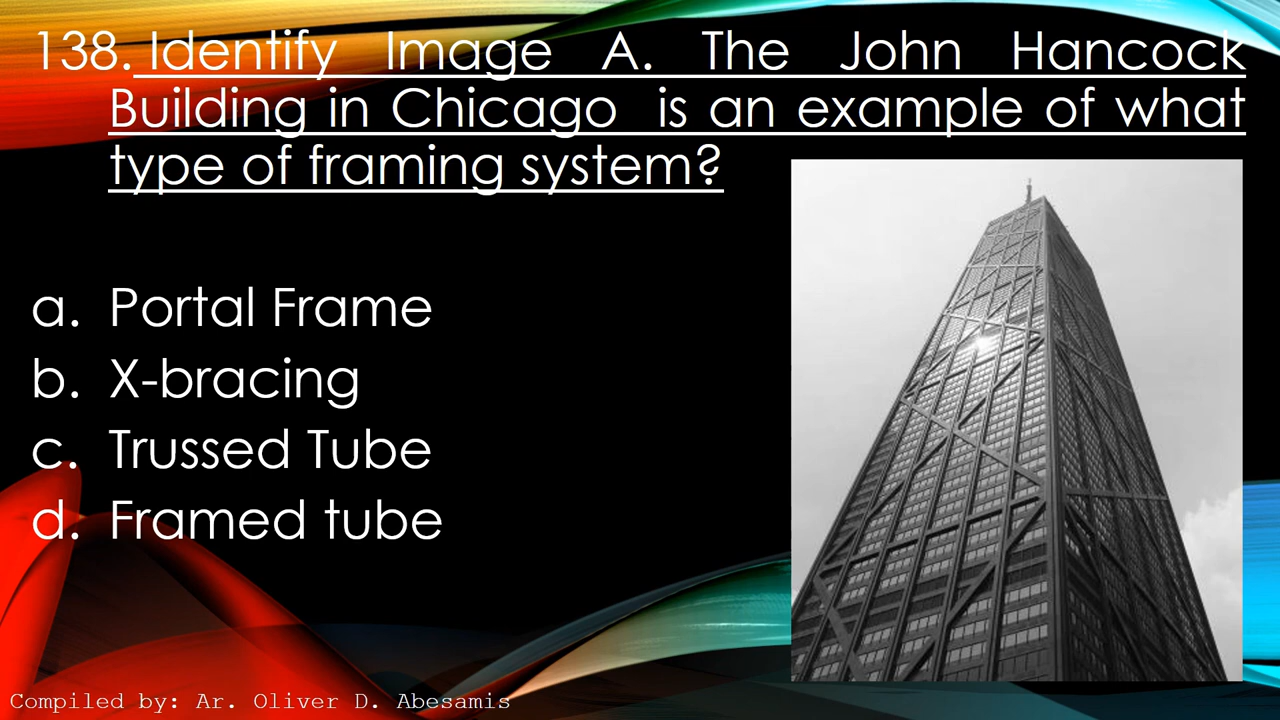 138. Identify Image A. The John Hancock
Building in Chicago is an example of what
type of framing system?
a. Portal Frame
b. X-bracing
c. Trussed Tube
d. Framed tube
Compiled by: Ar. Oliver D. Abesamis